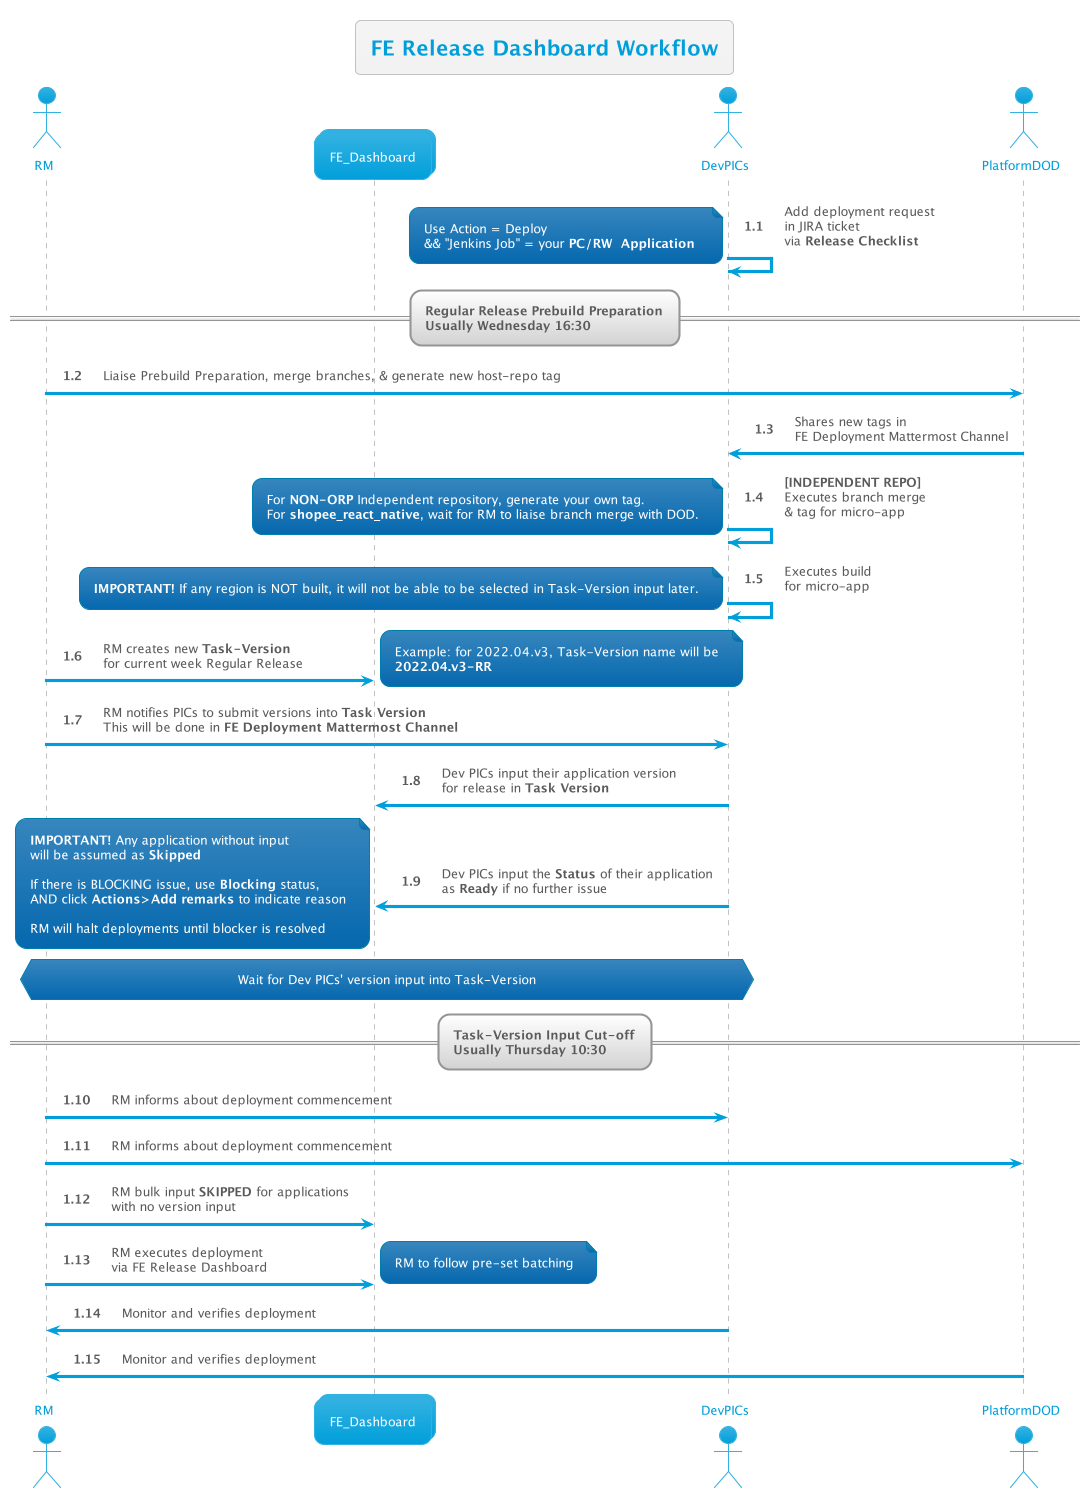 FE Release Dashboard Workflow
RM
FE_Dashboard
DevPICs
PlatformDOD
Use Action = Deploy
&& "Jenkins Job" = your PC/RW  Application
1.1
Add deployment request
in JIRA ticket
via Release Checklist
Regular Release Prebuild Preparation
Usually Wednesday 16:30
1.2 Liaise Prebuild Preparation, merge branches, & generate new host-repo tag
1.3
Shares new tags in
FE Deployment Mattermost Channel
For NON-ORP Independent repository, generate your own tag.
For shopee_react_native, wait for RM to liaise branch merge with DOD.
1.4
[INDEPENDENT REPO]
Executes branch merge
& tag for micro-app
IMPORTANT! If any region is NOT built, it will not be able to be selected in Task-Version input later.
1.5
Executes build
for micro-app
1.6
RM creates new Task-Version
for current week Regular Release
Example: for 2022.04.v3, Task-Version name will be
2022.04.v3-RR
1.7
RM notifies PICs to submit versions into Task Version
This will be done in FE Deployment Mattermost Channel
1.8
Dev PICs input their application version
for release in Task Version
IMPORTANT! Any application without input
will be assumed as Skipped
If there is BLOCKING issue, use Blocking status,
AND click Actions>Add remarks to indicate reason
RM will halt deployments until blocker is resolved
1.9
Dev PICs input the Status of their application
as Ready if no further issue
Wait for Dev PICs' version input into Task-Version
Task-Version Input Cut-off
Usually Thursday 10:30
1.10 RM informs about deployment commencement
1.11 RM informs about deployment commencement
1.12
RM bulk input SKIPPED for applications
with no version input
1.13
RM executes deployment
via FE Release Dashboard
RM to follow pre-set batching
1.14 Monitor and verifies deployment
1.15 Monitor and verifies deployment
RM
FE_Dashboard
DevPICs
PlatformDOD